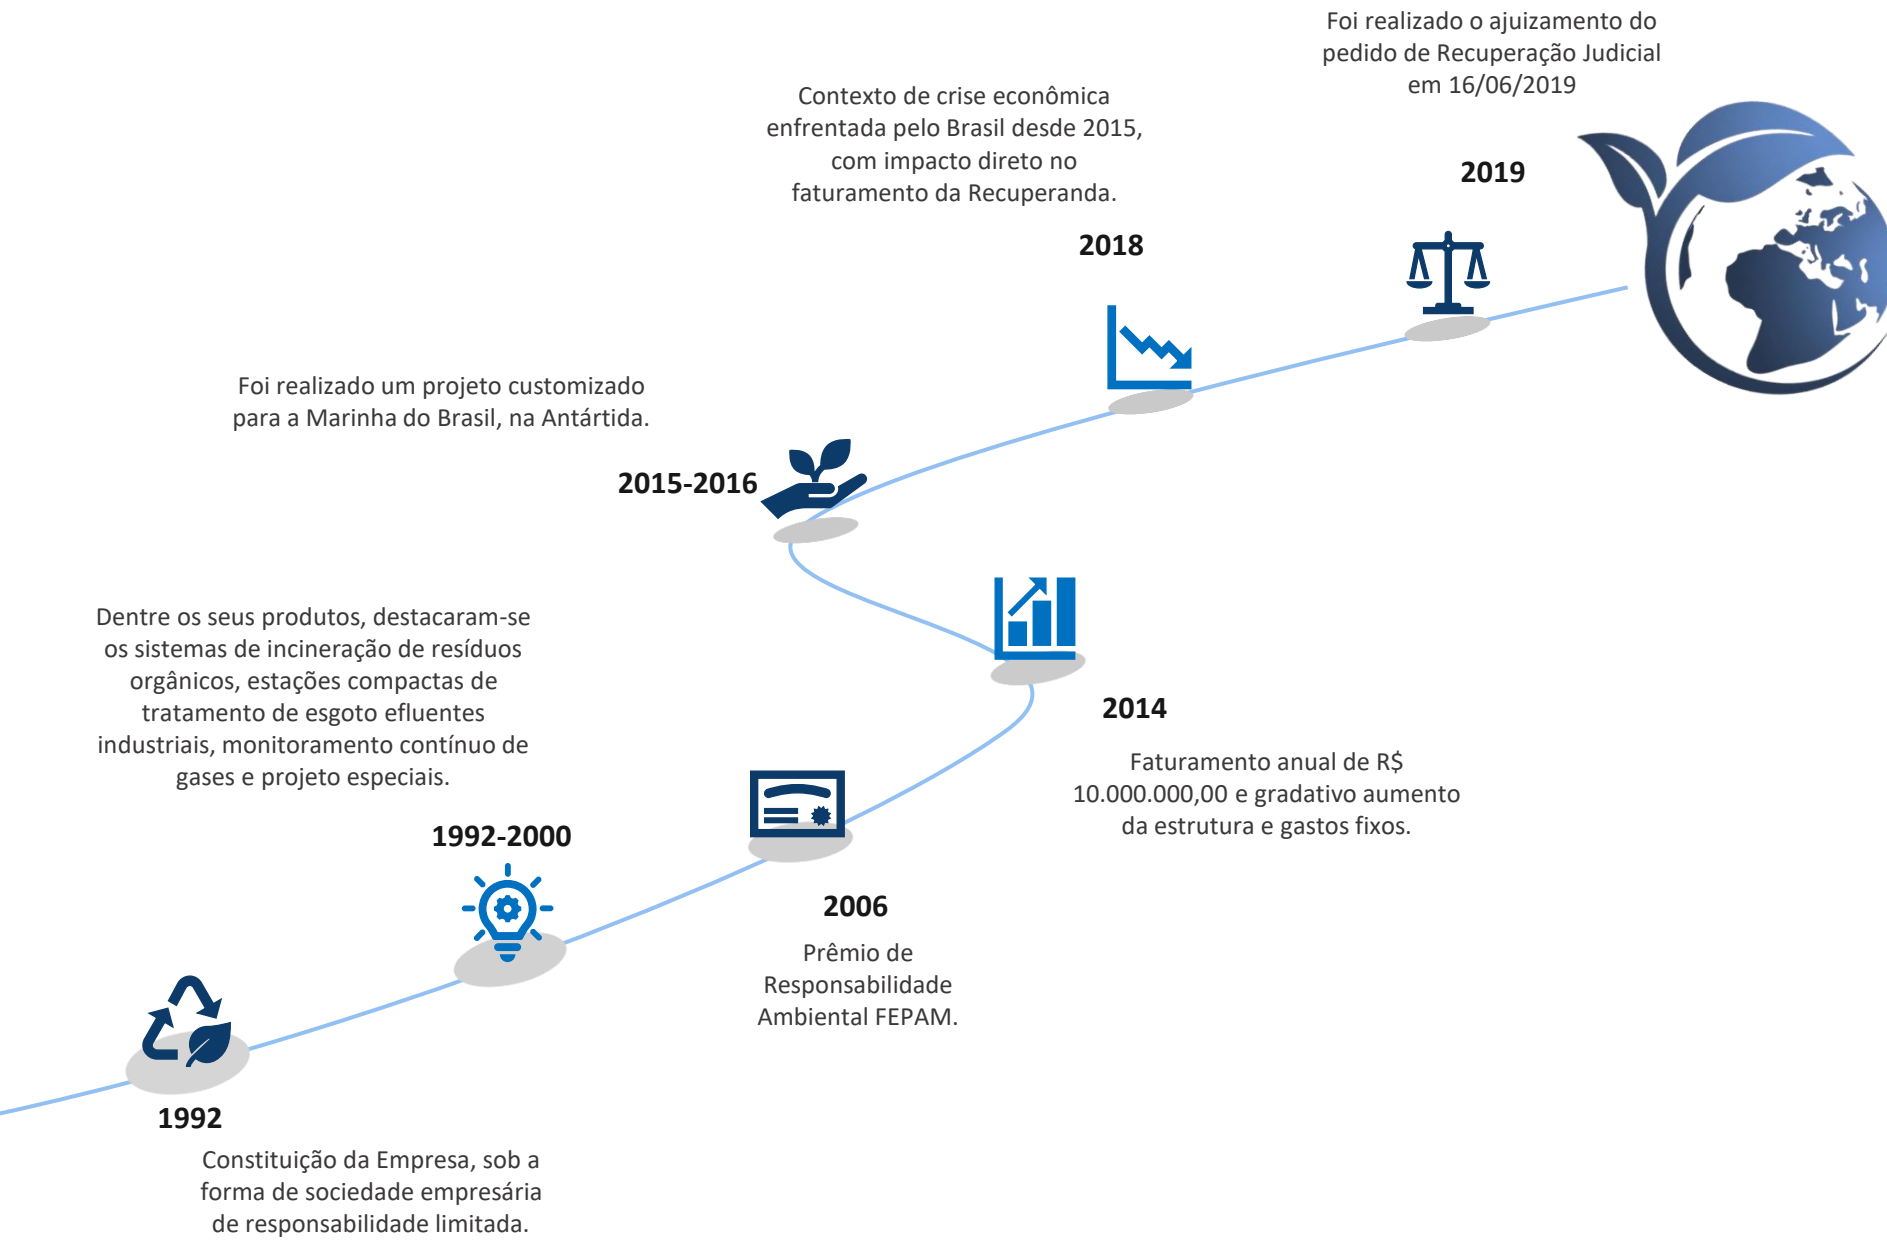 Foi realizado o ajuizamento do
pedido de Recuperação Judicial
em 16/06/2019
2019
Contexto de crise econômica
enfrentada pelo Brasil desde 2015,
com impacto direto no
faturamento da Recuperanda.
2018
Foi realizado um projeto customizado
para a Marinha do Brasil, na Antártida.
2015-2016
Dentre os seus produtos, destacaram-se
os sistemas de incineração de resíduos
orgânicos, estações compactas de
tratamento de esgoto efluentes
industriais, monitoramento contínuo de
gases e projeto especiais.
1992-2000
2014
Faturamento anual de R$
10.000.000,00 e gradativo aumento
da estrutura e gastos fixos.
2006
Prêmio de
Responsabilidade
Ambiental FEPAM.
1992
Constituição da Empresa, sob a
forma de sociedade empresária
de responsabilidade limitada.